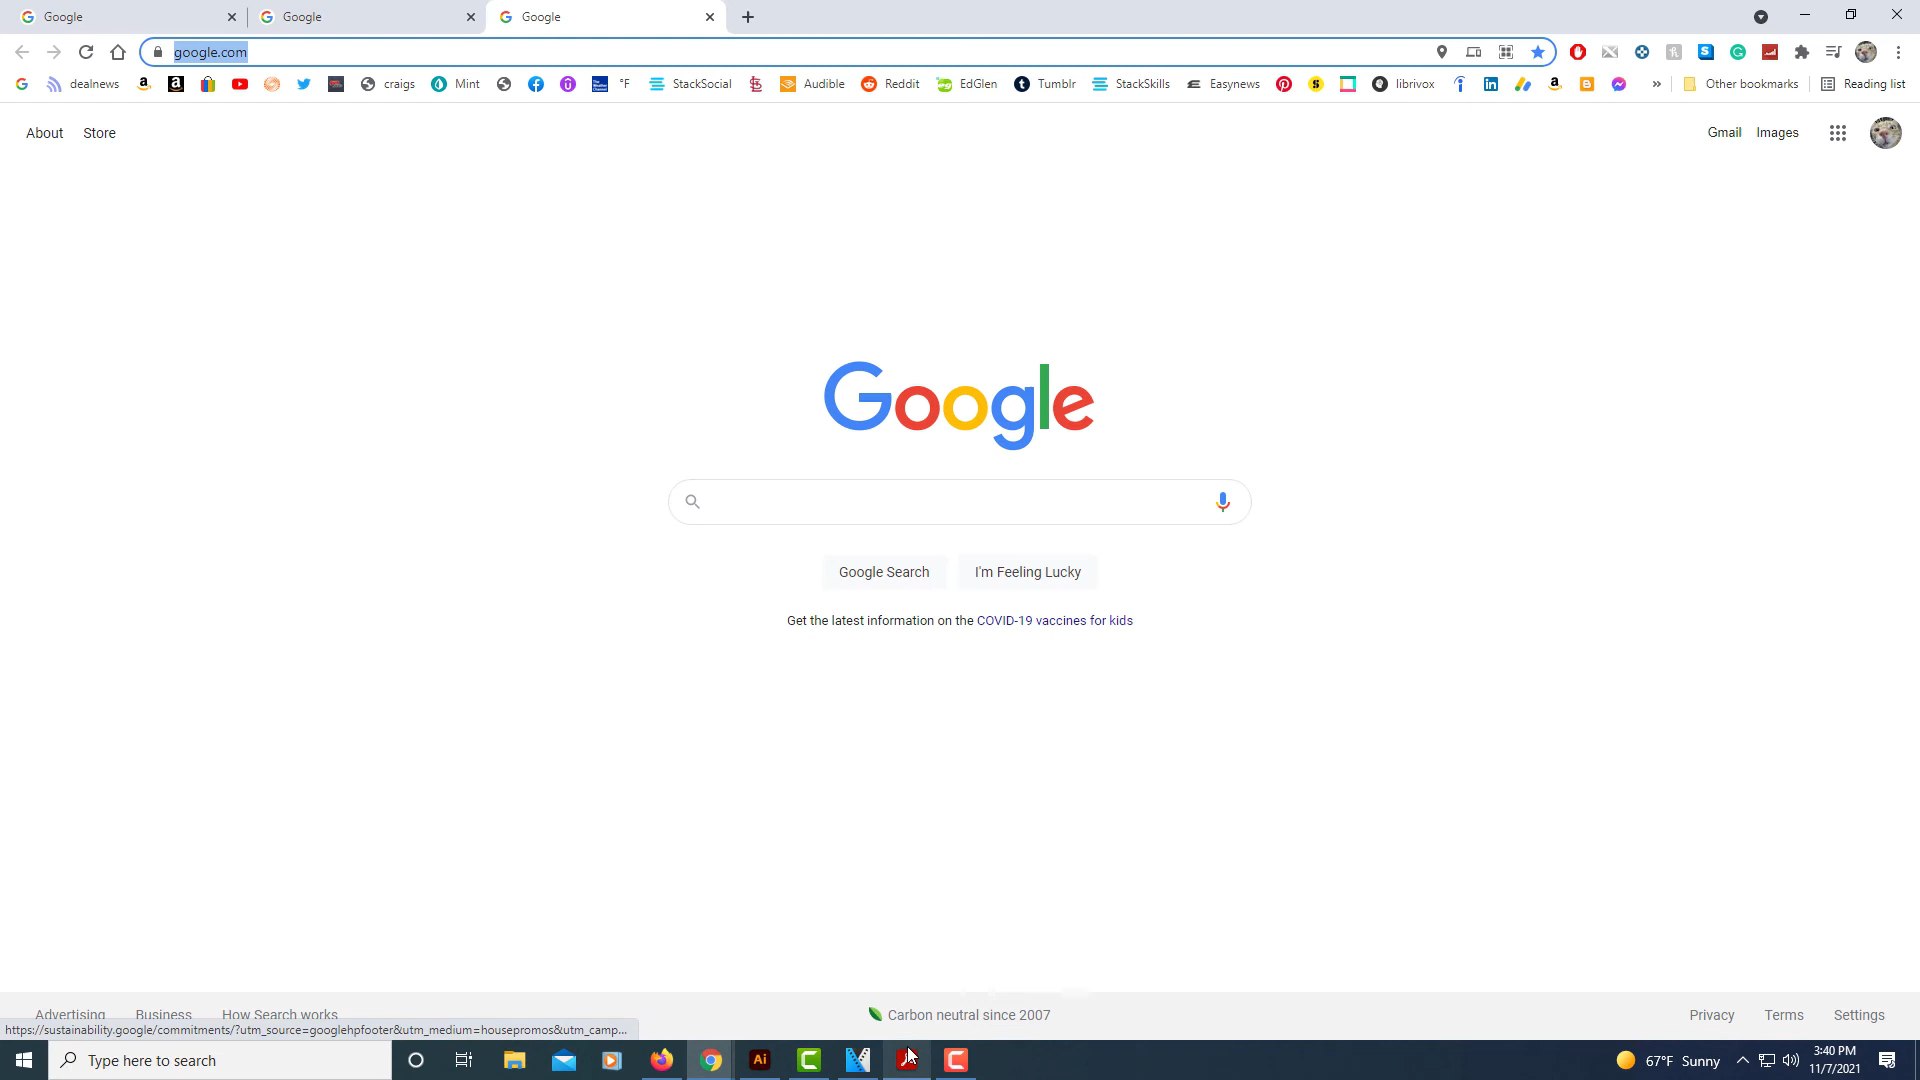 Google
Google
Google
google.com
dealnews
craigs
Mint
°F
StackSocial
Audible
Reddit
EdGlen
Tumblr
StackSkills
Easynews
librivox
Other bookmarks
Reading list
About
Store
Gmail
Images
Google
Google Search
I'm Feeling Lucky
Get the latest information on the COVID-19 vaccines for kids
Advertising
Business
How Search works
Carbon neutral since 2007
Privacy
Terms
Settings
https://sustainability.google/commitments/?utm_source=googlehpfooter&utm_medium=housepromos&utm_camp...
Type here to search
Ai
67°F Sunny
3:40 PM
11/7/2021